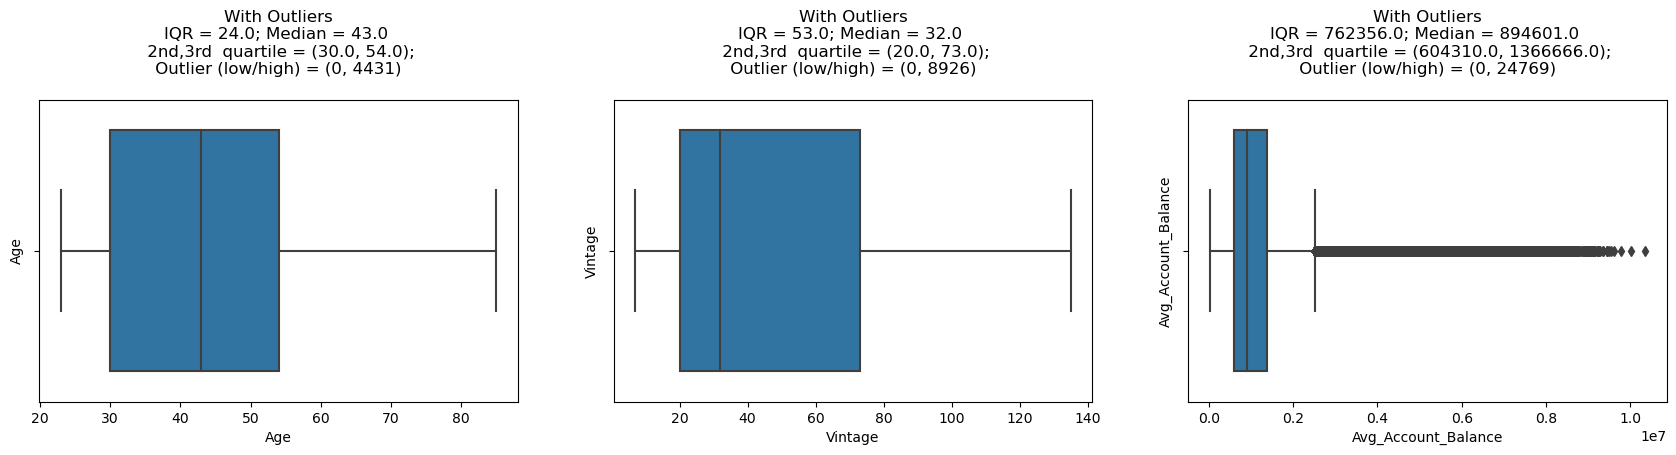 With Outliers
IQR = 24.0; Median = 43.0
2nd,3rd  quartile = (30.0, 54.0);
Outlier (low/high) = (0, 4431)
Age
20 30 40 50 60 70 80
Age
With Outliers
IQR = 53.0; Median = 32.0
2nd,3rd  quartile = (20.0, 73.0);
Outlier (low/high) = (0, 8926)
Vintage
20 40 60 80 100 120 140
Vintage
With Outliers
IQR = 762356.0; Median = 894601.0
2nd,3rd  quartile = (604310.0, 1366666.0);
Outlier (low/high) = (0, 24769)
Avg_Account_Balance
0.0 0.2 0.4 0.6 0.8 1.0
1e7
Avg_Account_Balance